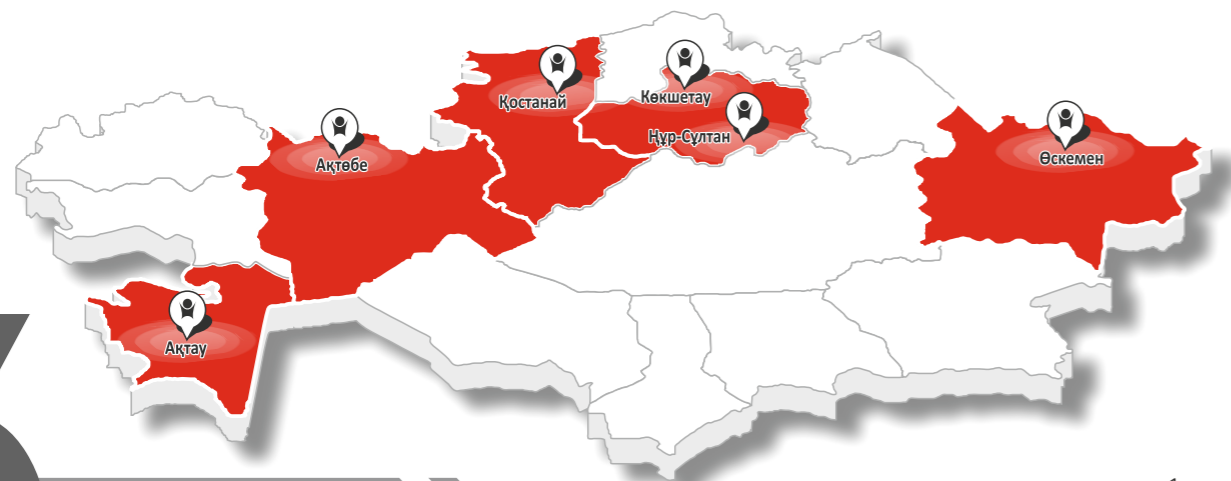 Қостанай
Көкшетау
Нұр-Сұлтан
Ақтөбе
Өскемен
Ақтау